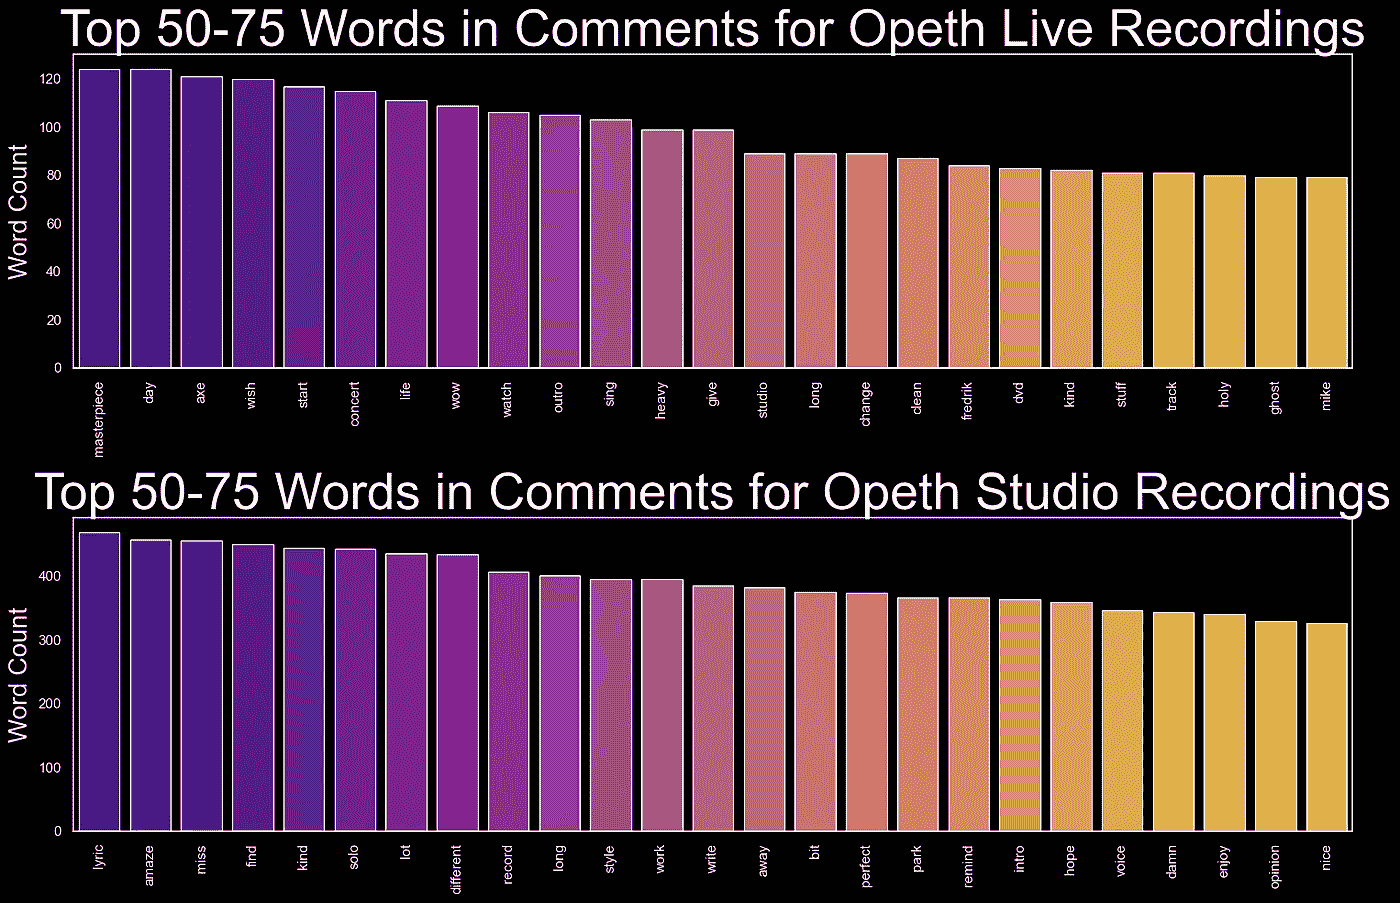 Top 50-75 Words in Comments for Opeth Live Recordings
Word Count
120
100
80
60
40
20
0
masterpiece
day
axe
wish
start
concert
life
wow
watch
outro
sing
heavy
give
studio
long
change
dean
fredrik
dvd
kind
stuff
track
holy
ghost
mike
Top 50-75 Words in Comments for Opeth Studio Recordings
Word Count
400
300
200
100
0
lyric
amaze
miss
find
kind
solo
lot
different
record
long
style
work
write
away
bit
perfect
park
remind
intro
hope
voice
damn
enjoy
opinion
nice